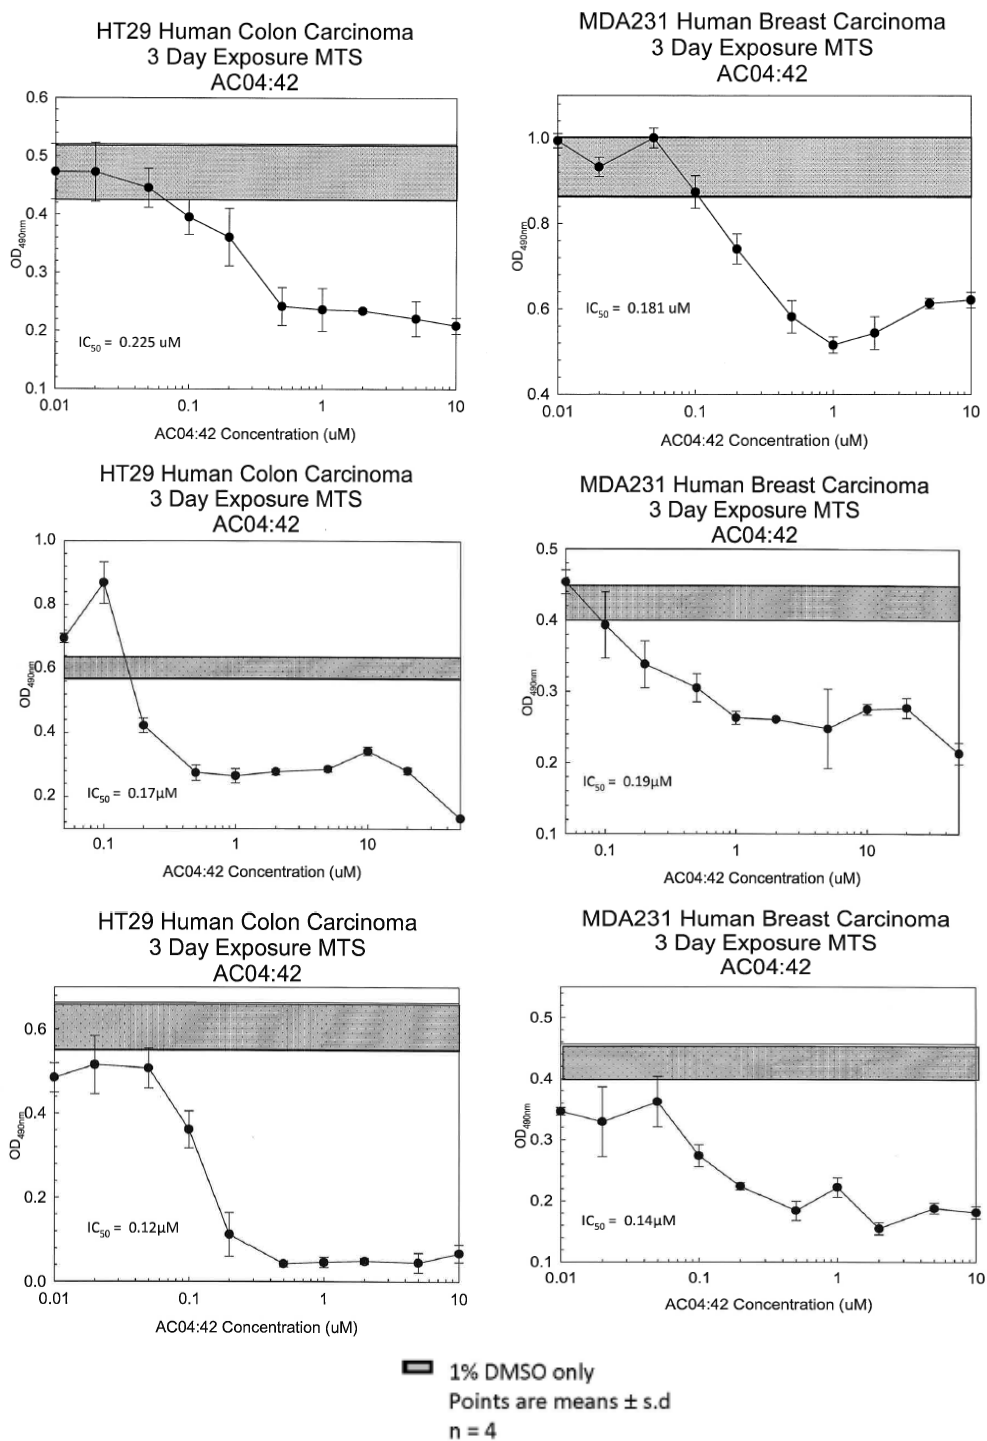 HT29 Human Colon Carcinoma
3 Day Exposure MTS
AC04:42
0.6
0.5
0.4
0.3
0.2
0.1
OD490nm
IC50 = 0.225 uM
0.01
0.1
1
10
AC04:42 Concentration (uM)
MDA231 Human Breast Carcinoma
3 Day Exposure MTS
AC04:42
1.0
0.8
0.6
0.4
OD490nm
IC50 = 0.181 uM
0.01
0.1
1
10
AC04:42 Concentration (uM)
HT29 Human Colon Carcinoma
3 Day Exposure MTS
AC04:42
1.0
0.8
0.6
0.4
0.2
OD490nm
IC50 = 0.17μM
0.1
1
10
AC04:42 Concentration (uM)
MDA231 Human Breast Carcinoma
3 Day Exposure MTS
AC04:42
0.5
0.4
0.3
0.2
0.1
OD490nm
IC50 = 0.19μM
0.1
1
10
AC04:42 Concentration (uM)
HT29 Human Colon Carcinoma
3 Day Exposure MTS
AC04:42
0.6
0.4
0.2
0.0
OD490nm
IC50 = 0.12μM
0.01
0.1
1
10
AC04:42 Concentration (uM)
MDA231 Human Breast Carcinoma
3 Day Exposure MTS
AC04:42
0.5
0.4
0.3
0.2
0.1
OD490nm
IC50 = 0.14μM
0.01
0.1
1
10
AC04:42 Concentration (uM)
1% DMSO only
Points are means ± s.d
n = 4